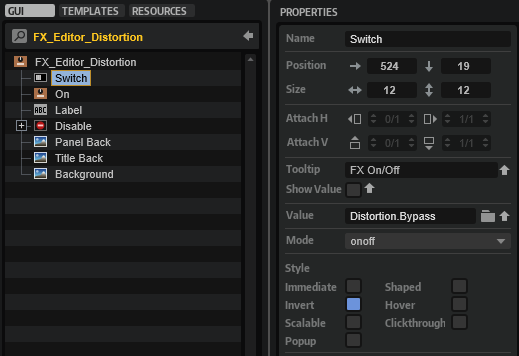 GUI TEMPLATES RESOURCES
FX_Editor_Distortion
FX_Editor_Distortion
Switch
On
ABC Label
Disable
Panel Back
Title Back
Background
PROPERTIES
Name Switch
Position 524 19
Size 12 12
Attach H 0/1 1/1
Attach V 0/1 1/1
Tooltip FX On/Off
Show Value
Value Distortion.Bypass
Mode onoff
Style
Immediate Shaped
Invert Hover
Scalable Clickthrough
Popup